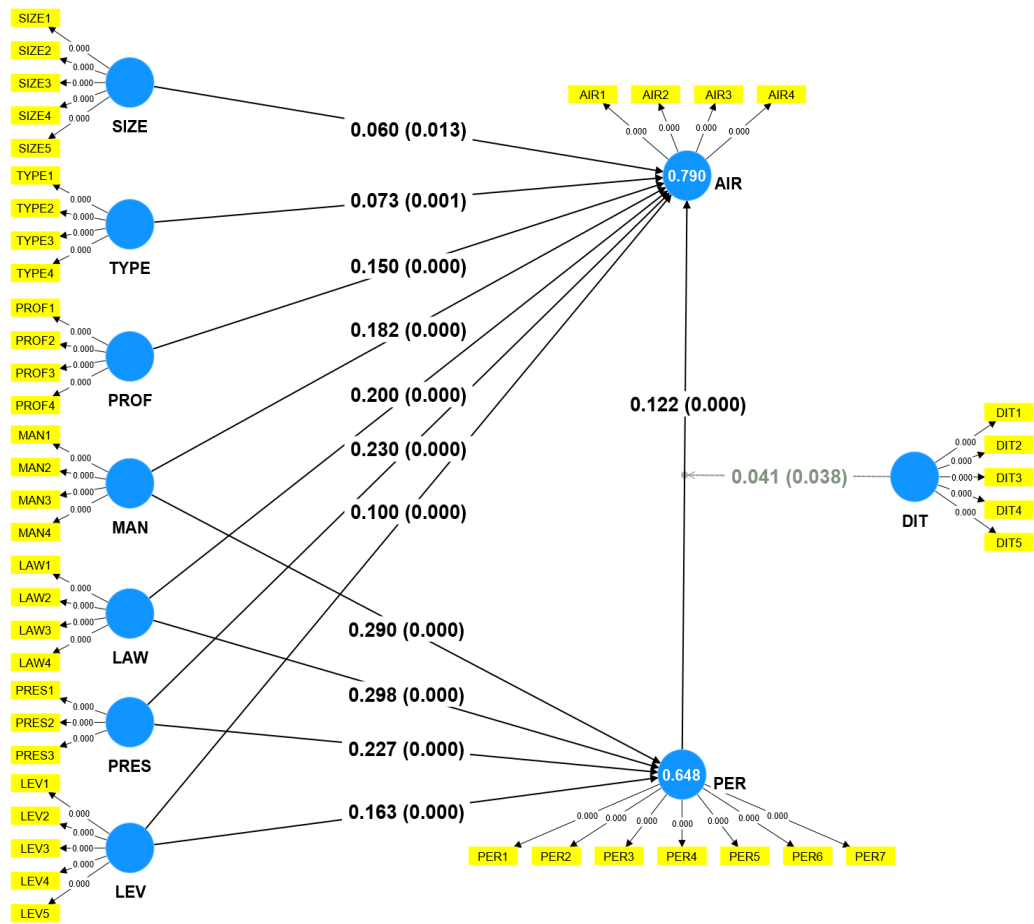 SIZE1
SIZE2
SIZE3
SIZE4
SIZE5
0.000
0.000
0.000
0.000
0.000
SIZE
TYPE1
TYPE2
TYPE3
TYPE4
0.000
0.000
0.000
0.000
TYPE
PROF1
PROF2
PROF3
PROF4
0.000
0.000
0.000
0.000
PROF
MAN1
MAN2
MAN3
MAN4
0.000
0.000
0.000
0.000
MAN
LAW1
LAW2
LAW3
LAW4
0.000
0.000
0.000
0.000
LAW
PRES1
PRES2
PRES3
0.000
0.000
0.000
PRES
LEV1
LEV2
LEV3
LEV4
LEV5
0.000
0.000
0.000
0.000
0.000
LEV
0.060 (0.013)
0.073 (0.001)
0.150 (0.000)
0.182 (0.000)
0.200 (0.000)
0.230 (0.000)
0.100 (0.000)
0.290 (0.000)
0.298 (0.000)
0.227 (0.000)
0.163 (0.000)
AIR1
AIR2
AIR3
AIR4
0.000
0.000
0.000
0.000
0.790
AIR
0.122 (0.000)
0.041 (0.038)
DIT1
DIT2
DIT3
DIT4
DIT5
0.000
0.000
0.000
0.000
0.000
DIT
0.648
PER
0.000
0.000
0.000
0.000
0.000
0.000
0.000
PER1
PER2
PER3
PER4
PER5
PER6
PER7